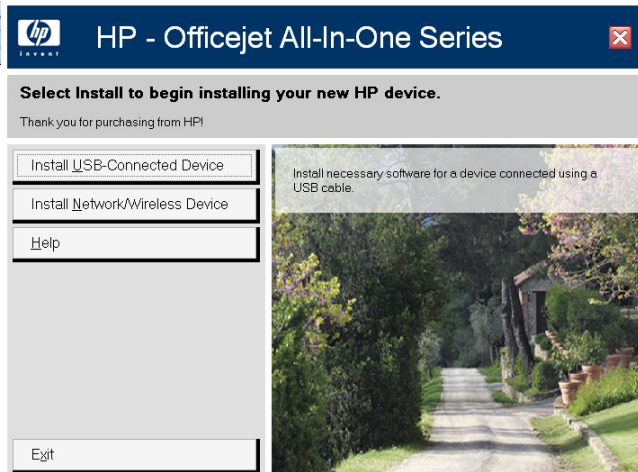 hp
invent
HP - Officejet All-In-One Series
Select Install to begin installing your new HP device.
Thank you for purchasing from HP!
Install USB-Connected Device
Install necessary software for a device connected using a
USB cable.
Install Network/Wireless Device
Help
Exit